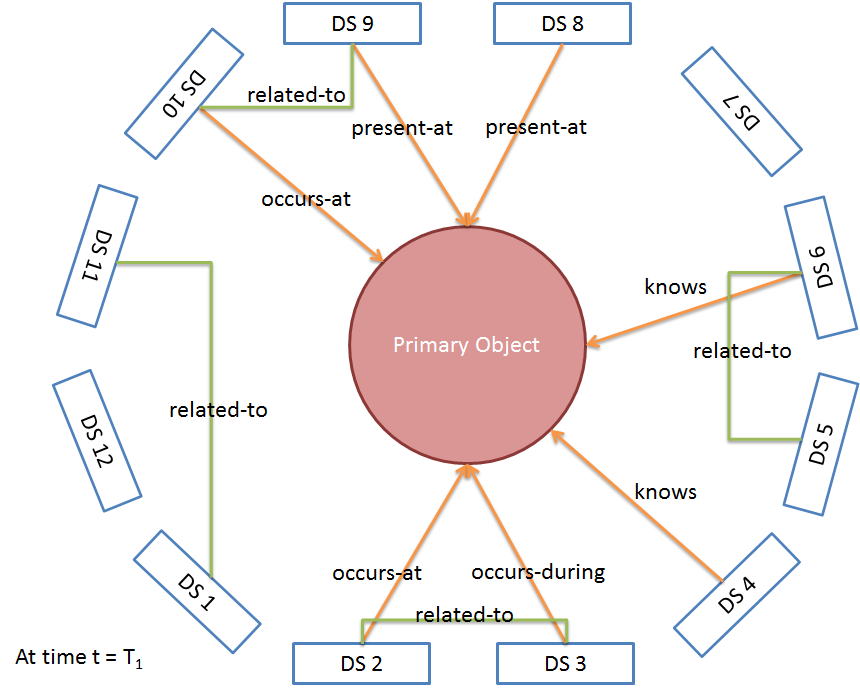 DS 9
DS 8
DS 10
DS 7
related-to
present-at
present-at
occurs-at
DS 11
DS 6
knows
Primary Object
related-to
related-to
DS 12
DS 5
knows
occurs-at
occurs-during
DS 1
DS 4
related-to
DS 2
DS 3
At time t = T₁